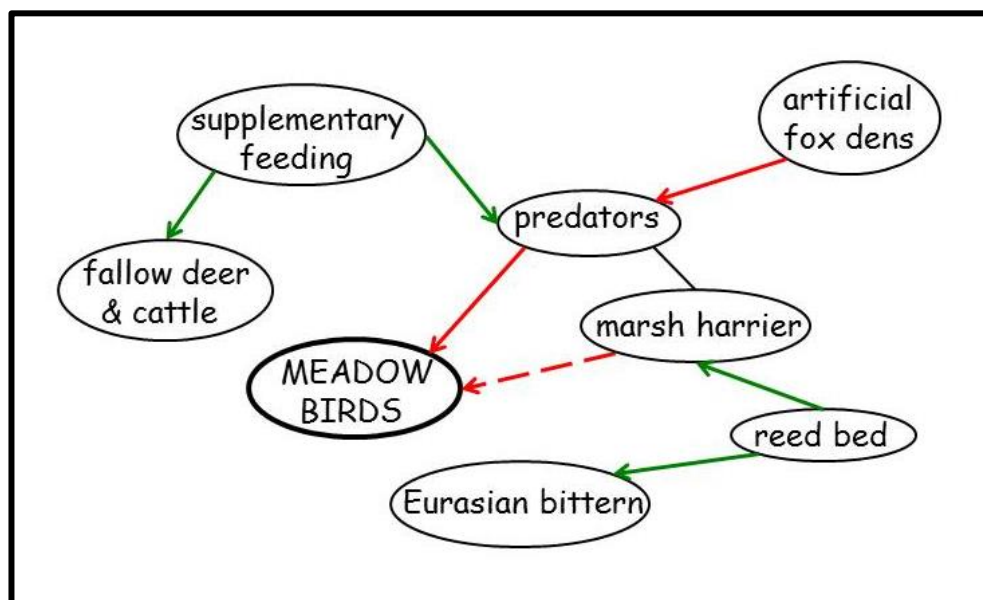 supplementary
feeding
artificial
fox dens
predators
fallow deer
& cattle
marsh harrier
MEADOW
BIRDS
reed bed
Eurasian bittern